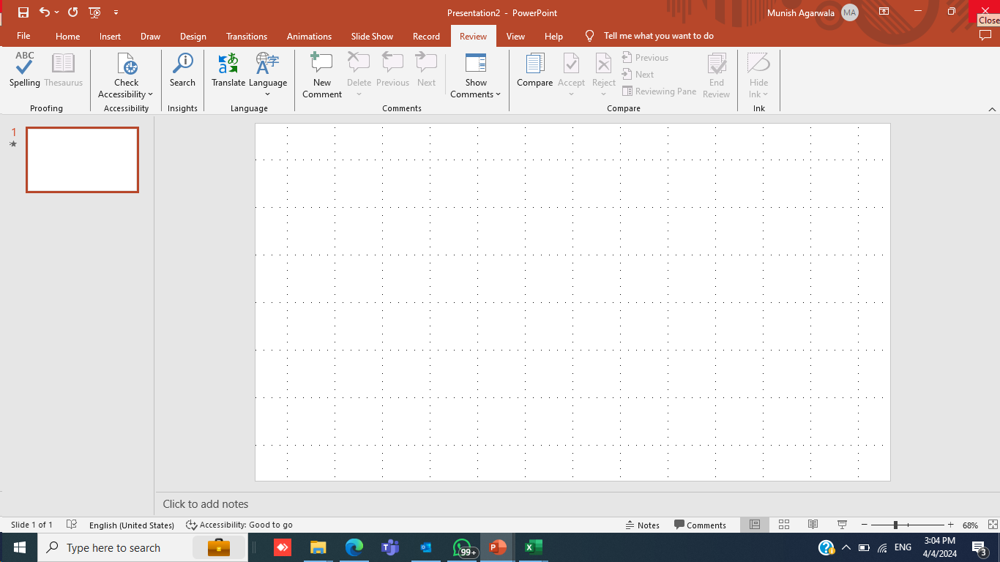 Presentation2 - PowerPoint
Munish Agarwala
MA
Close
File Home Insert Draw Design Transitions Animations Slide Show Record Review View Help Tell me what you want to do
ABC
Spelling
Thesaurus
Proofing
Check
Accessibility
Accessibility
Search
Insights
Translate
Language
Language
New
Comment
Delete
Previous
Next
Show
Comments
Comments
Compare
Accept
Reject
Previous
Next
Reviewing Pane
End
Review
Compare
Hide
Ink
Ink
1
Click to add notes
Slide 1 of 1 English (United States) Accessibility: Good to go Notes Comments 68%
Type here to search
99+
ENG
3:04 PM
4/4/2024
3